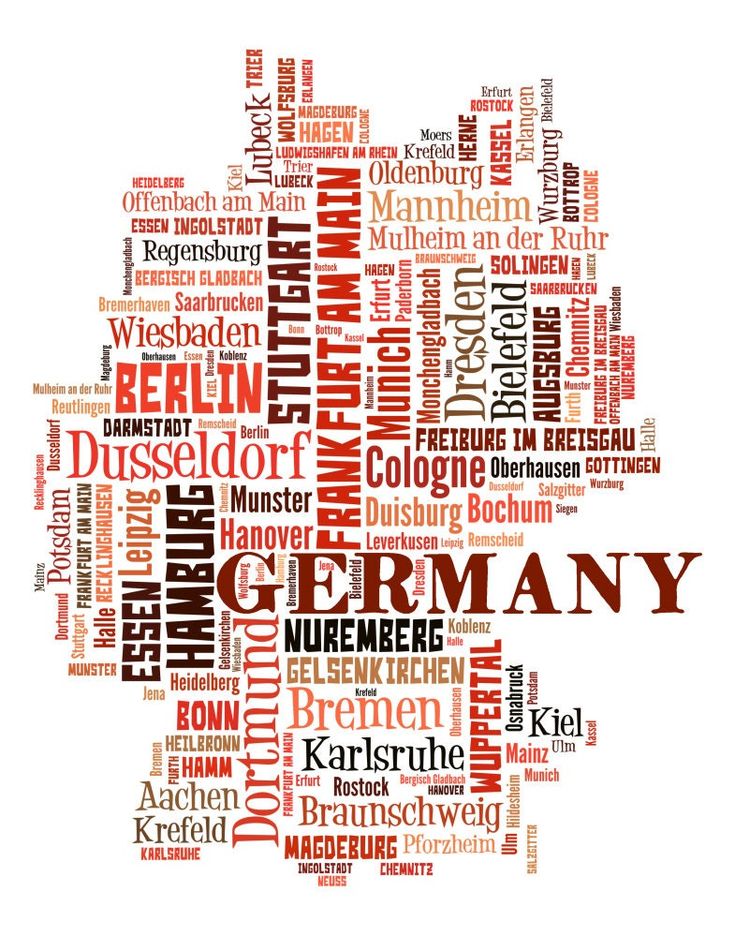 TRIER
WOLFSBURG
ERLANGEN
Lubeck
MAGDEBURG
HAGEN
COLOGNE
LUDWIGSHAFEN AM RHEIN
Trier
LUBECK
Kiel
HEIDELBERG
Offenbach am Main
ESSEN
INGOLSTADT
Monchengladbach
Regensburg
BERGISCH GLADBACH
Bremerhaven
Saarbrucken
Wiesbaden
Magdeburg
Oberhausen
Essen
Koblenz
Mulheim an der Ruhr
Reutlingen
BERLIN
KIEL
Dresden
STUTTGART
FRANKFURT AM MAIN
Rostock
Bonn
Bottrop
Kassel
Moers
Krefeld
HERNE
Erfurt
ROSTOCK
KASSEL
Erlangen
Bielefeld
Wurzburg
BOTTROP
COLOGNE
Oldenburg
Mannheim
Mulheim an der Ruhr
BRAUNSCHWEIG
HAGEN
Erfurt
Paderborn
SOLINGEN
HAGEN
LUBECK
SAARBRUCKEN
Munich
Mannheim
Monchengladbach
Hamm
Dresden
Bielefeld
AUGSBURG
Chemnitz
Furth
Munster
FREIBURG IM BREISGAU
OFFENBACH AM MAIN
Wiesbaden
NUREMBERG
Halle
DARMSTADT
Remscheid
Berlin
Dusseldorf
Dusseldorf
Recklinghausen
FREIBURG IM BREISGAU
Cologne
Oberhausen
GOTTINGEN
Dusseldorf
Salzgitter
Wurzburg
Duisburg
Bochum
Siegen
Leverkusen
Leipzig
Remscheid
Potsdam
FRANKFURT AM MAIN
RECKLINGHAUSEN
Leipzig
HAMBURG
Chemnitz
Munster
Hanover
Mainz
Dortmund
Stuttgart
Halle
ESSEN
Gelsenkirchen
Wiesbaden
GERMANY
Wolfsburg
Berlin
Hamburg
Bremerhaven
Jena
Bielefeld
Dresden
MUNSTER
Jena
Heidelberg
Dortmund
NUREMBERG
Koblenz
Halle
GELSENKIRCHEN
Krefeld
Bremen
Oberhausen
WUPPERTAL
Osnabruck
Potsdam
Kiel
Ulm
Kassel
BONN
Bremen
HEILBRONN
FURTH
HAMM
Aachen
Krefeld
KARLSRUHE
FRANKFURT AM MAIN
Karlsruhe
Erfurt
Rostock
Bergisch Gladbach
HANOVER
Mainz
Munich
Braunschweig
Hildesheim
Ulm
SALZGITTER
MAGDEBURG
Pforzheim
INGOLSTADT
CHEMNITZ
NEUSS